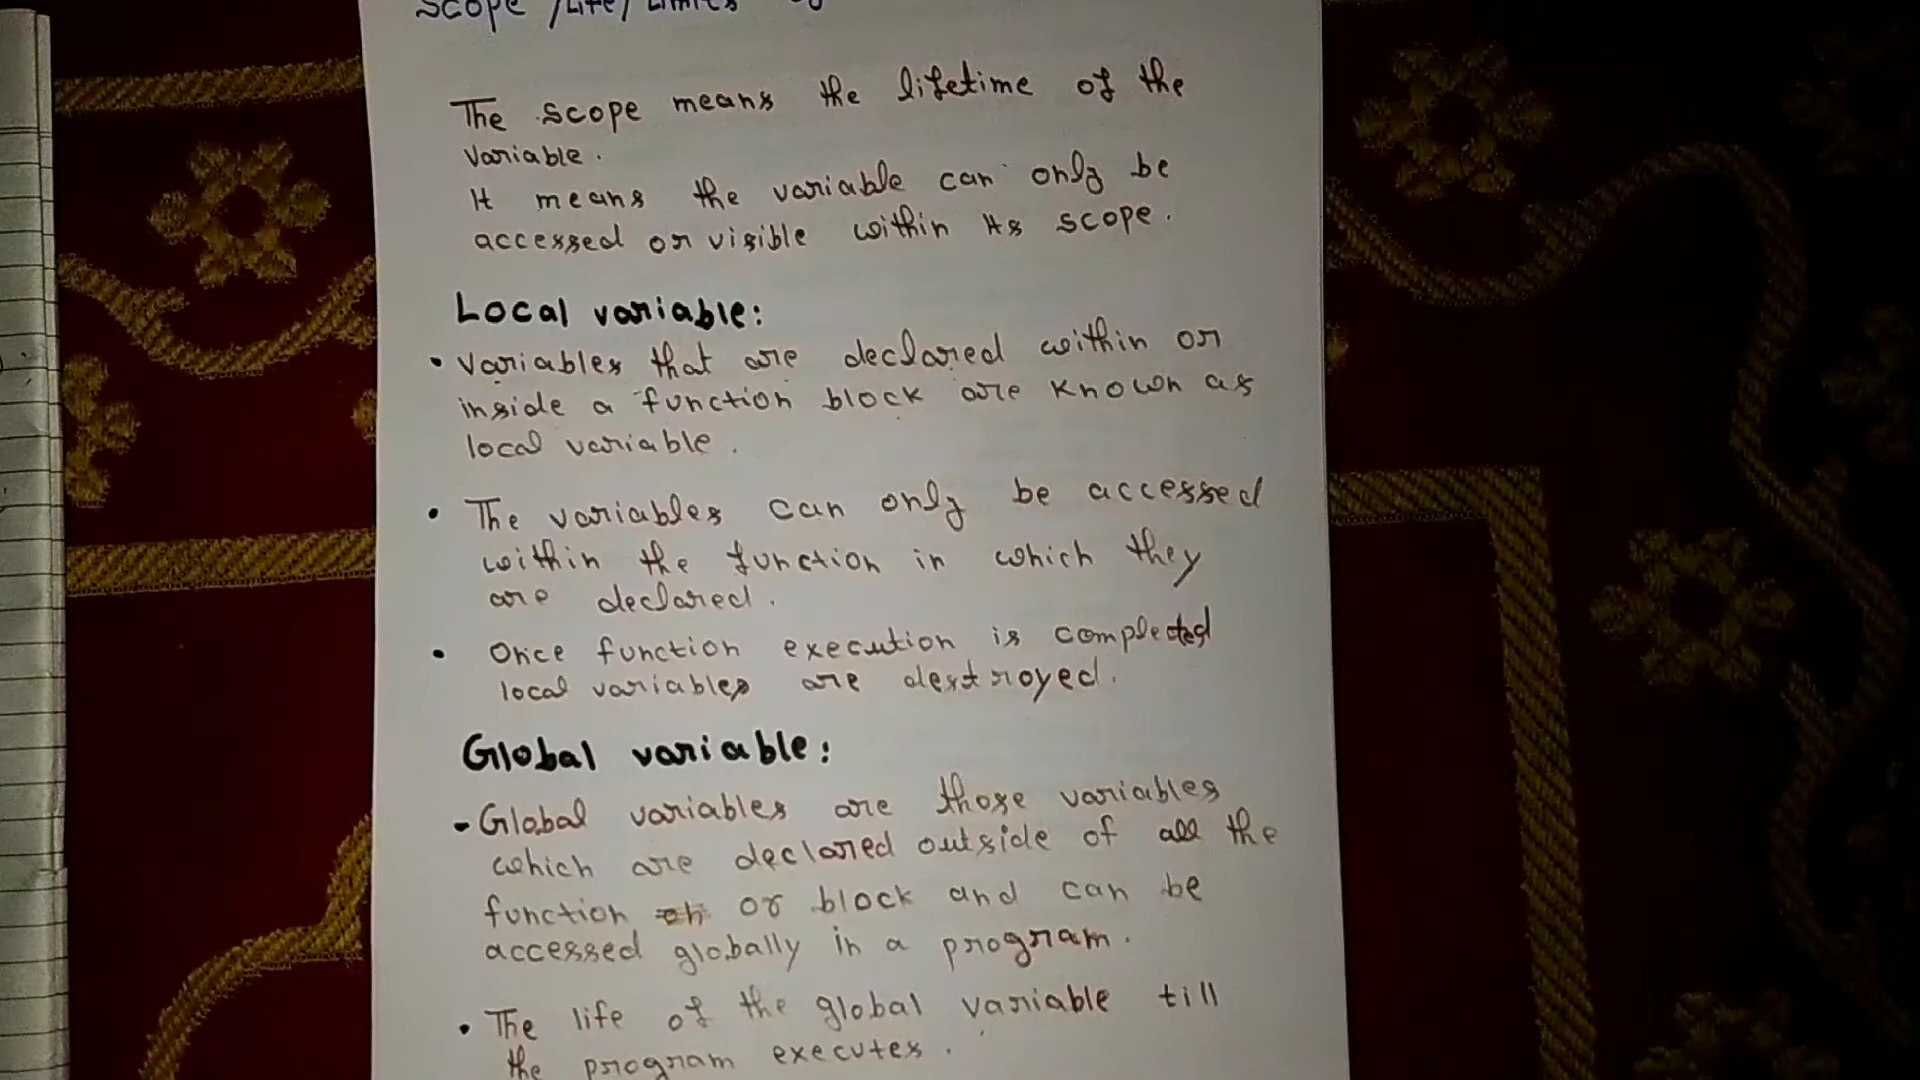 Scope /Life/Limits
The scope means the lifetime of the
variable.
It means the variable can only be
accessed or visible within its scope.
Local variable:
• Variables that are declared within or
inside a function block are known as
local variable.
• The variables can only be accessed
within the function in which they
are declared.
• Once function execution is completed
local variables are destroyed.
Global variable:
- Global variables are those variables
which are declared outside of all the
function or block and can be
accessed globally in a program.
• The life of the global variable till
the program executes.